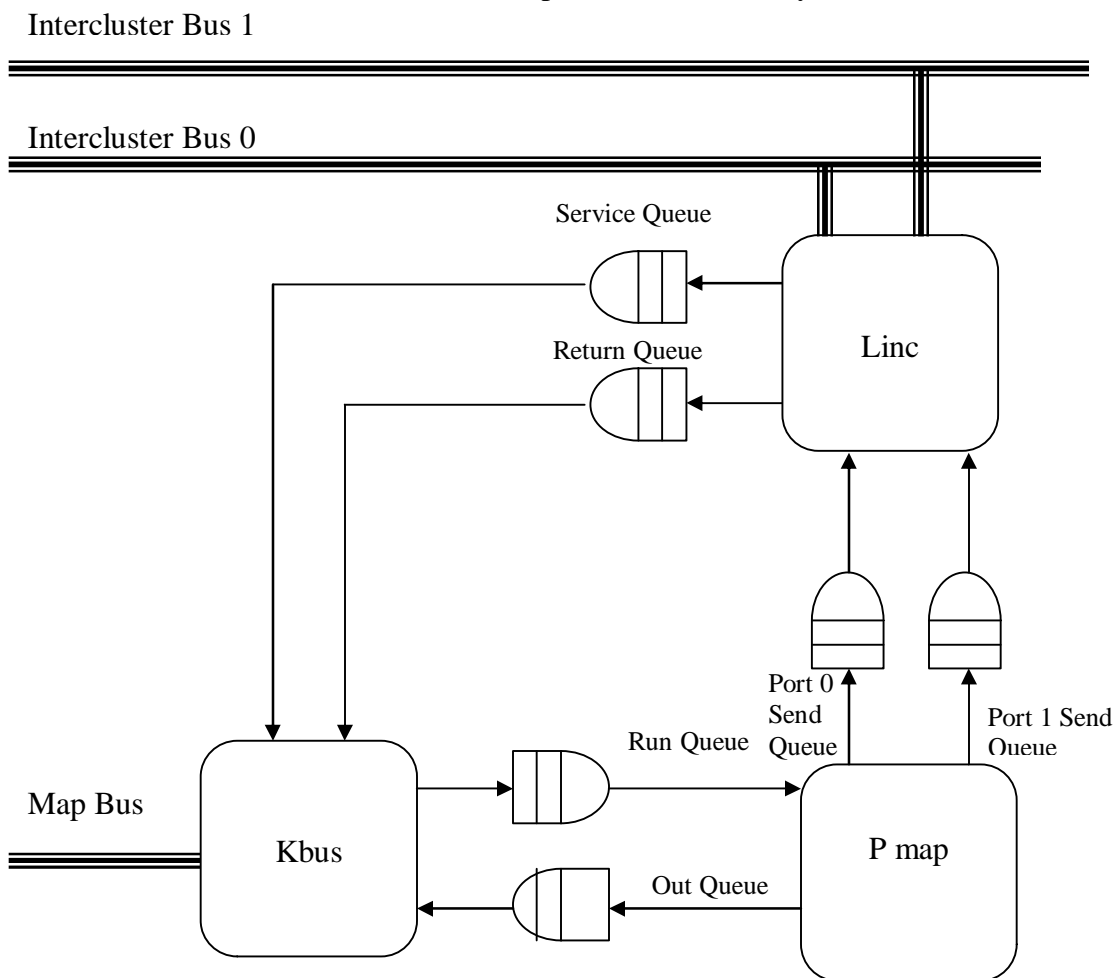 Intercluster Bus 1
Intercluster Bus 0
Service Queue
Return Queue
Linc
Port 0
Send
Queue
Port 1 Send
Queue
Run Queue
Map Bus
Kbus
P map
Out Queue